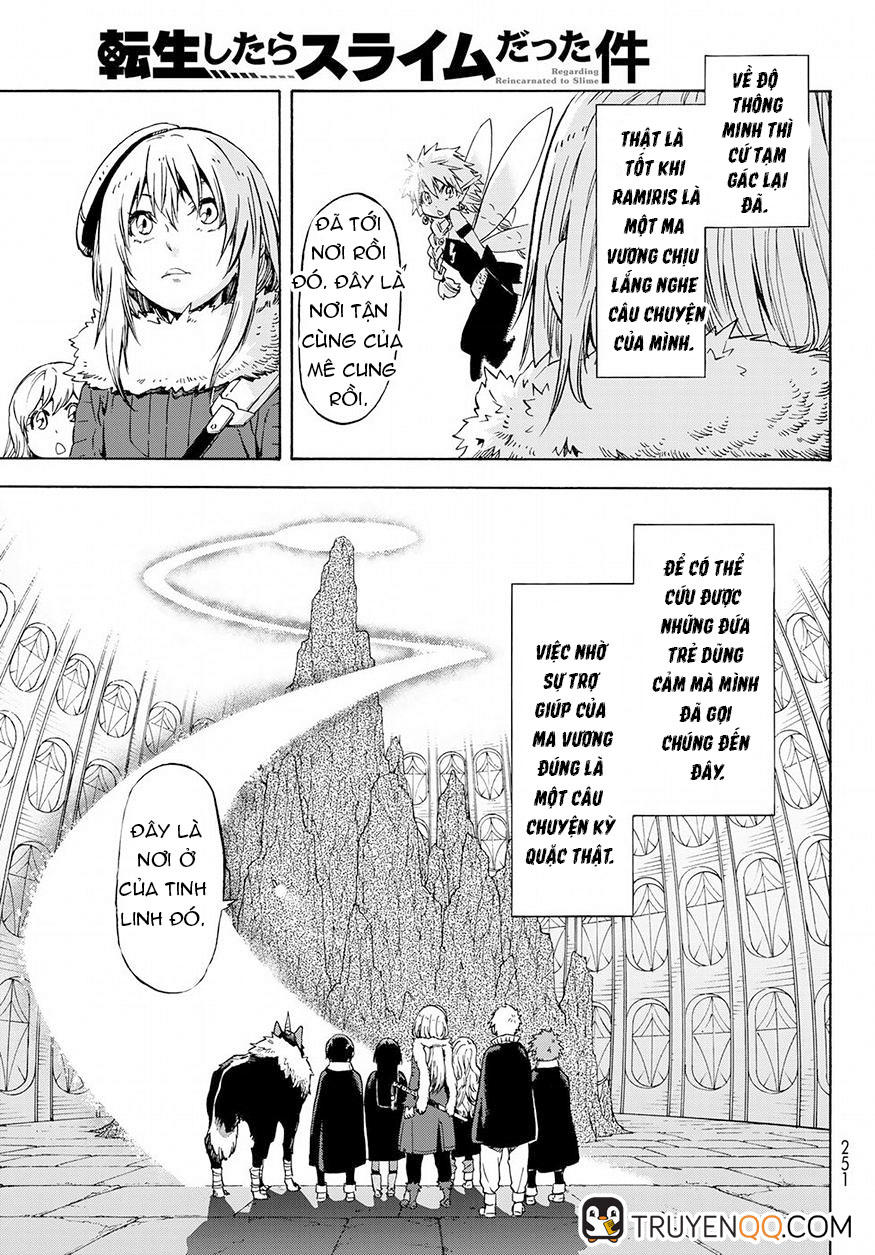 転生したらスライムだった件
Regarding
Reincarnated to Slime
VỀ ĐỘ
THÔNG
MINH THÌ
CỨ TẠM
GÁC LẠI
ĐÃ.
THẬT LÀ
TỐT KHI
RAMIRIS LÀ
MỘT MA
VƯƠNG CHỊU
LẮNG NGHE
CÂU CHUYỆN
CỦA MÌNH.
ĐÃ TỚI
NƠI RỒI
ĐÓ. ĐÂY LÀ
NƠI TẬN
CÙNG CỦA
MÊ CUNG
RỒI.
ĐỂ CÓ THỂ
CỨU ĐƯỢC
NHỮNG ĐỨA
TRẺ DŨNG
CẢM MÀ MÌNH
ĐÃ GỌI
CHÚNG ĐẾN
ĐÂY.
VIỆC NHỜ
SỰ TRỢ
GIÚP CỦA
MA VƯƠNG
ĐÚNG LÀ
MỘT CÂU
CHUYỆN KỲ
QUẶC THẬT.
ĐÂY LÀ
NƠI Ở
CỦA TINH
LINH ĐÓ.
251
TRUYENQQ.COM